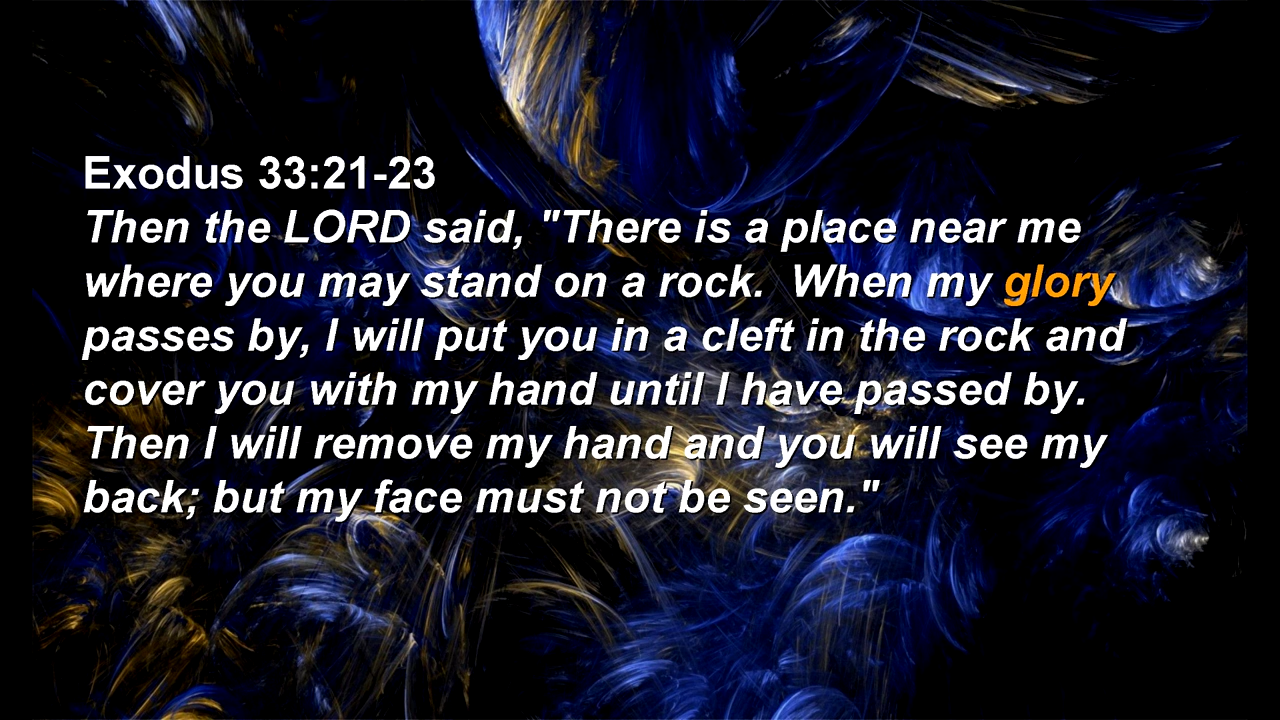 Exodus 33:21-23
Then the LORD said, "There is a place near me
where you may stand on a rock.  When my glory
passes by, I will put you in a cleft in the rock and
cover you with my hand until I have passed by.
Then I will remove my hand and you will see my
back; but my face must not be seen."